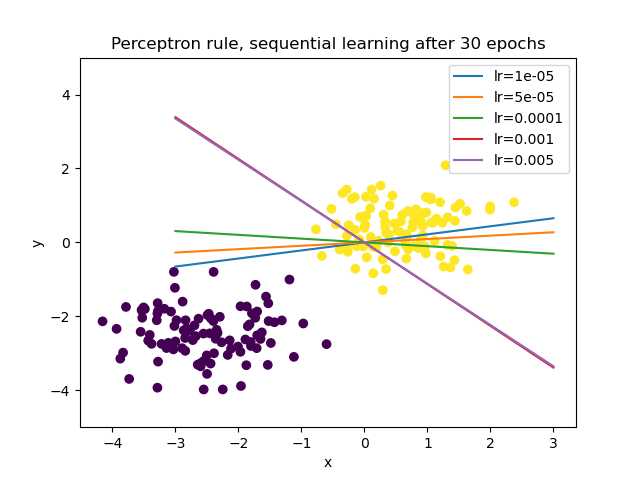 Perceptron rule, sequential learning after 30 epochs
lr=1e-05
lr=5e-05
lr=0.0001
lr=0.001
lr=0.005
4
2
0
−2
−4
y
−4 −3 −2 −1 0 1 2 3
x